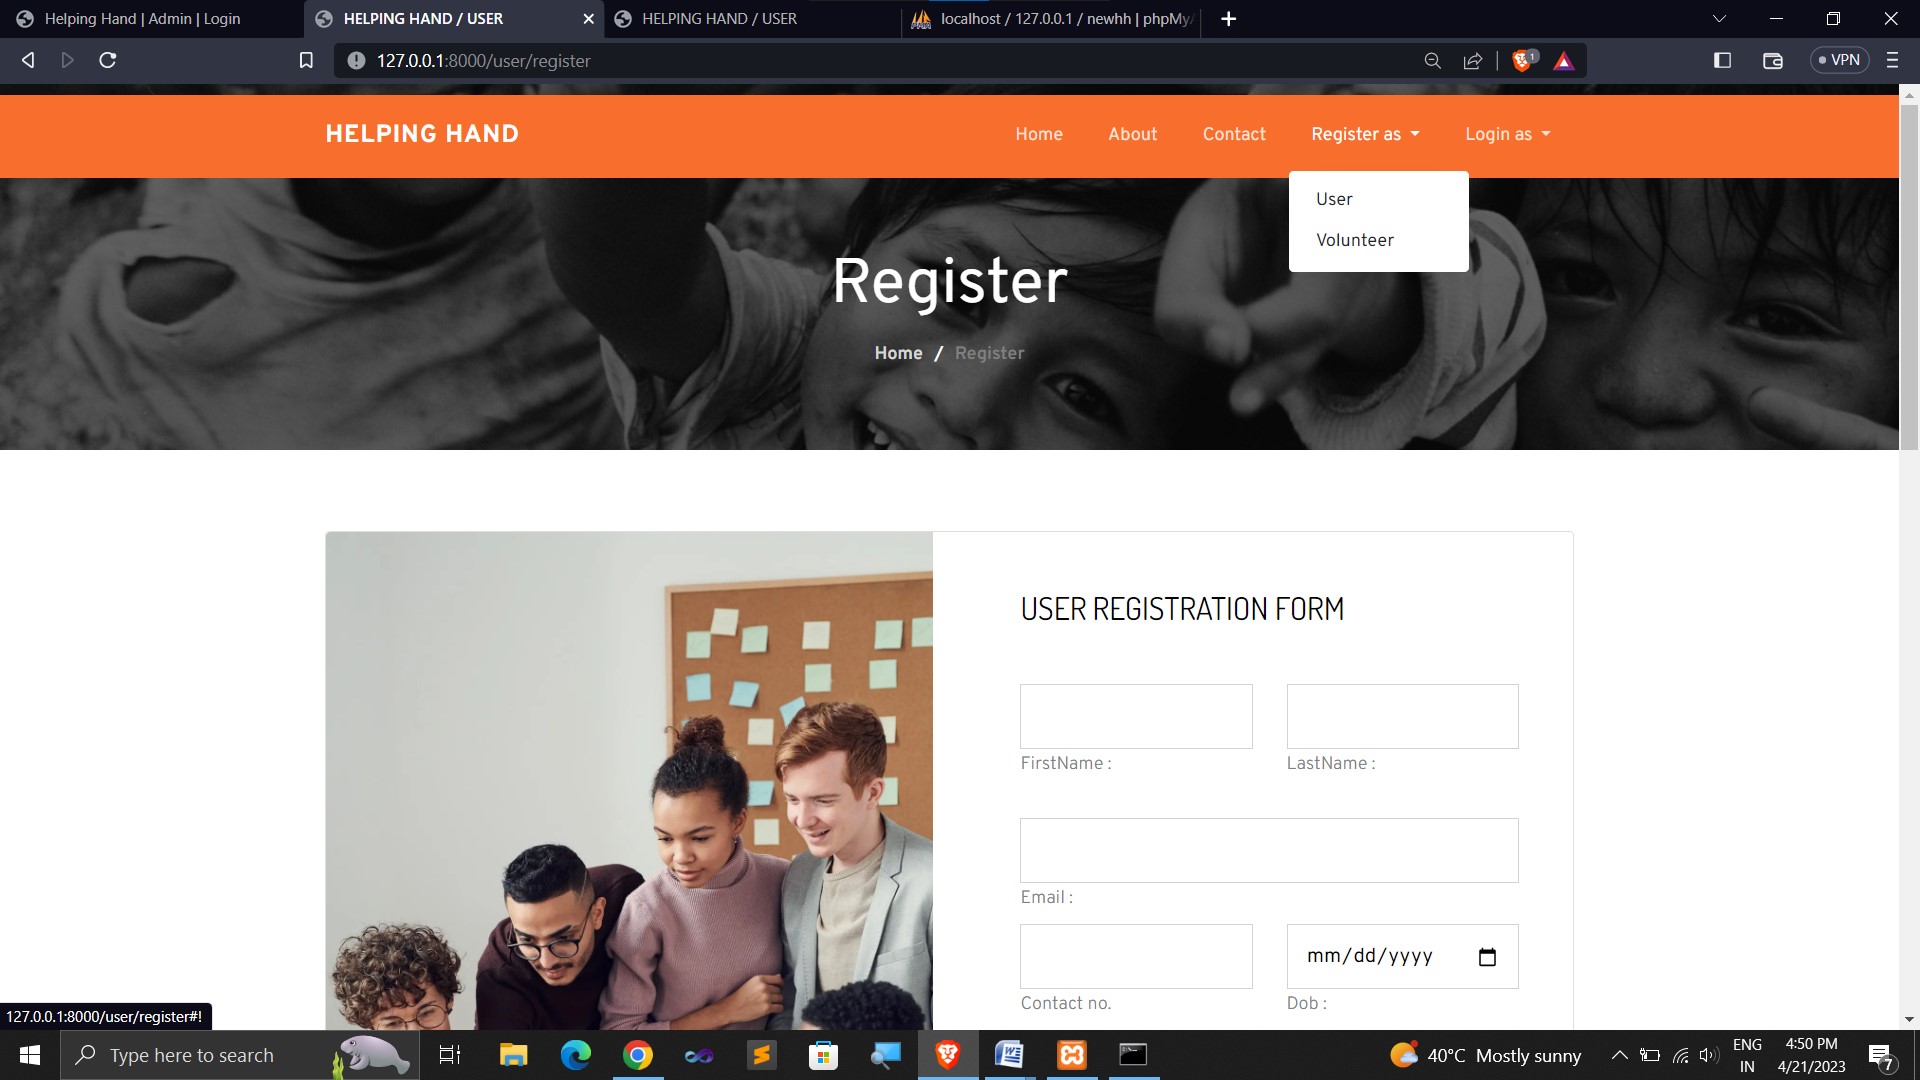 Helping Hand | Admin | Login
HELPING HAND / USER
HELPING HAND / USER
localhost / 127.0.0.1 / newhh | phpMy
127.0.0.1:8000/user/register
1
VPN
HELPING HAND
Home
About
Contact
Register as
Login as
User
Volunteer
Register
Home / Register
USER REGISTRATION FORM
FirstName :
LastName :
Email :
mm/dd/yyyy
Contact no.
Dob :
127.0.0.1:8000/user/register#!
Type here to search
40°C Mostly sunny
ENG
IN
4:50 PM
4/21/2023
7